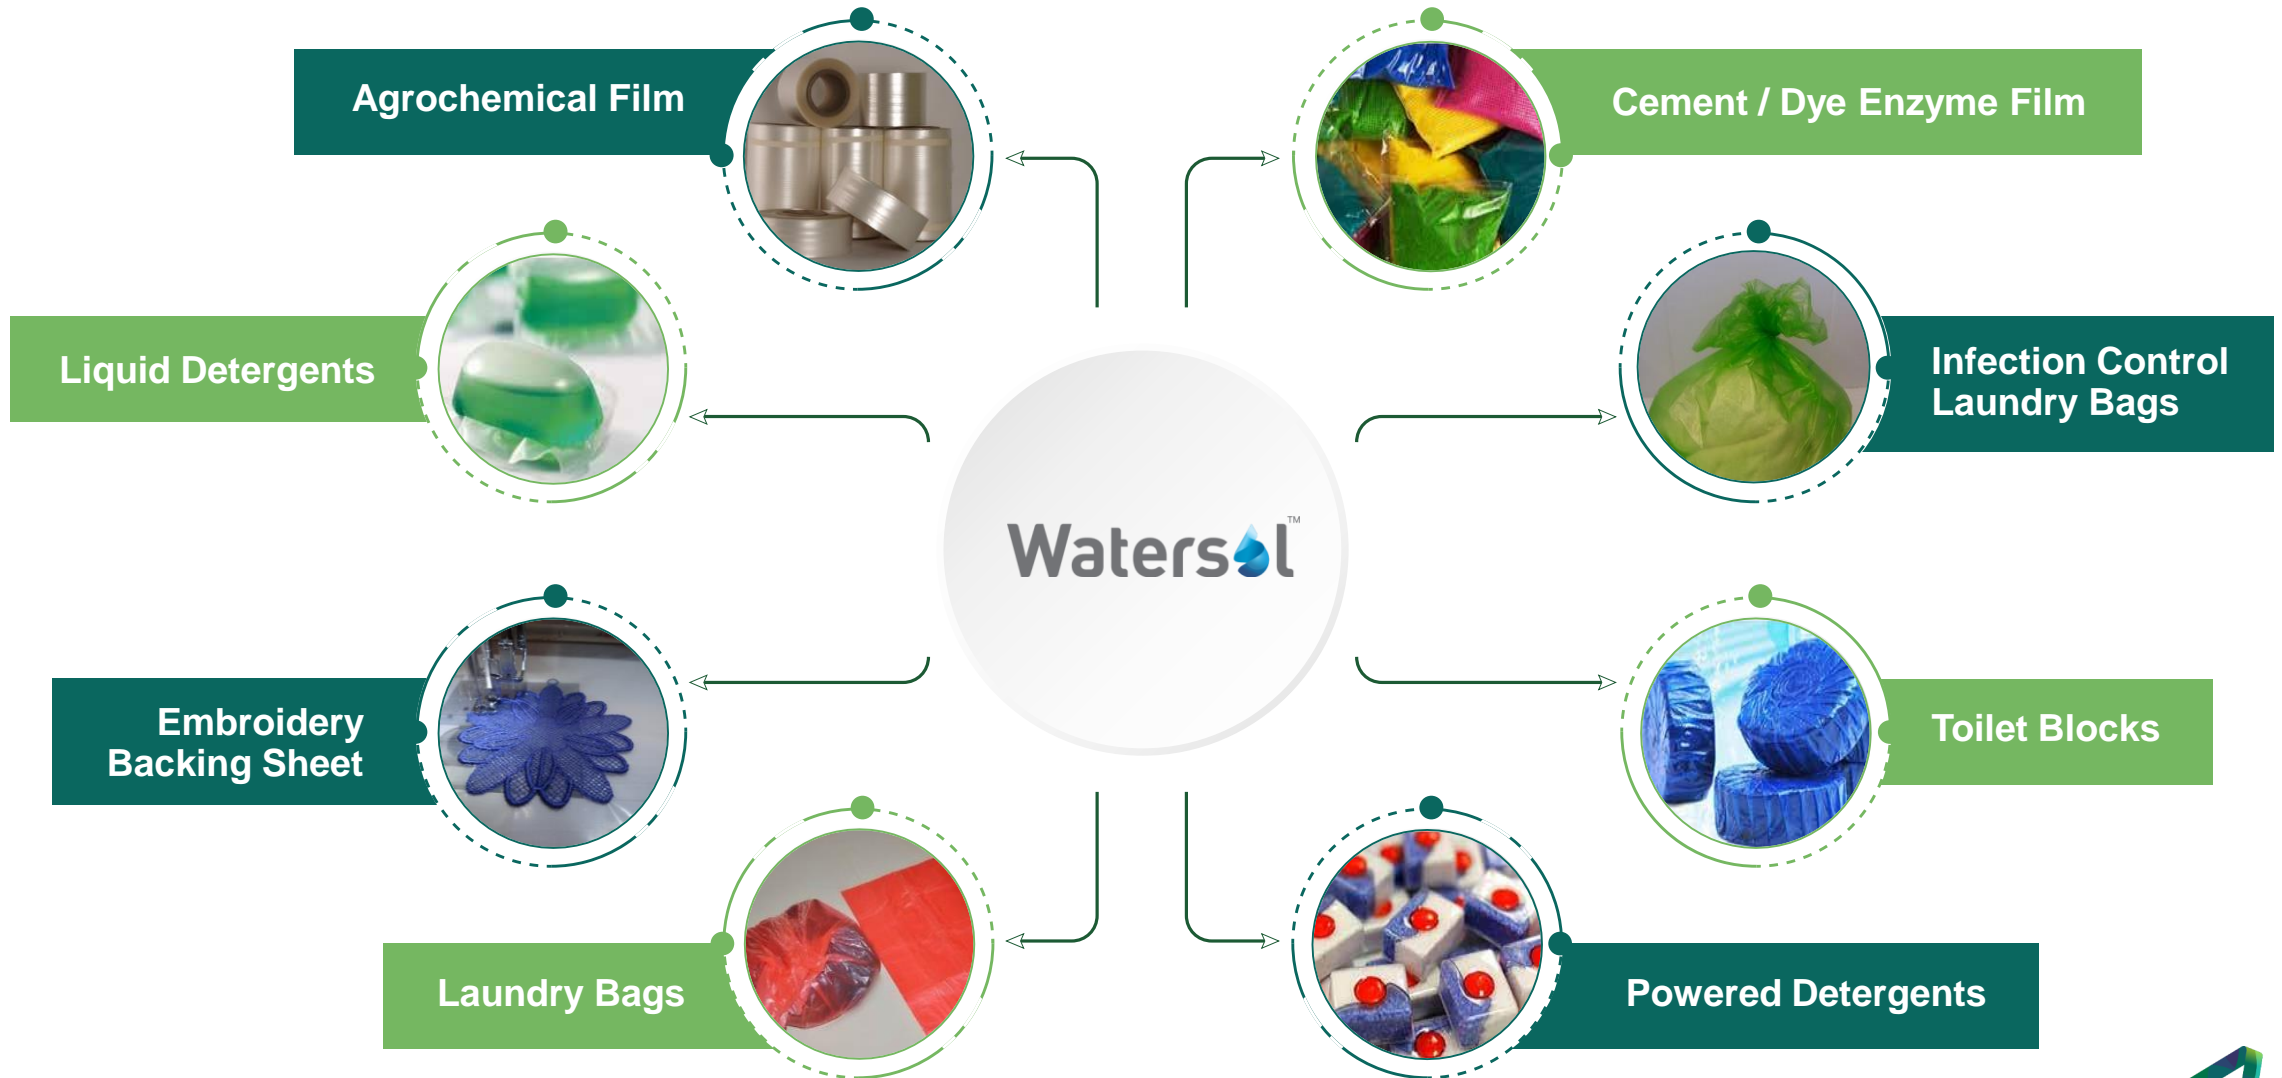 Agrochemical Film
Cement / Dye Enzyme Film
Liquid Detergents
Infection Control
Laundry Bags
Watersol™
Embroidery
Backing Sheet
Toilet Blocks
Laundry Bags
Powered Detergents